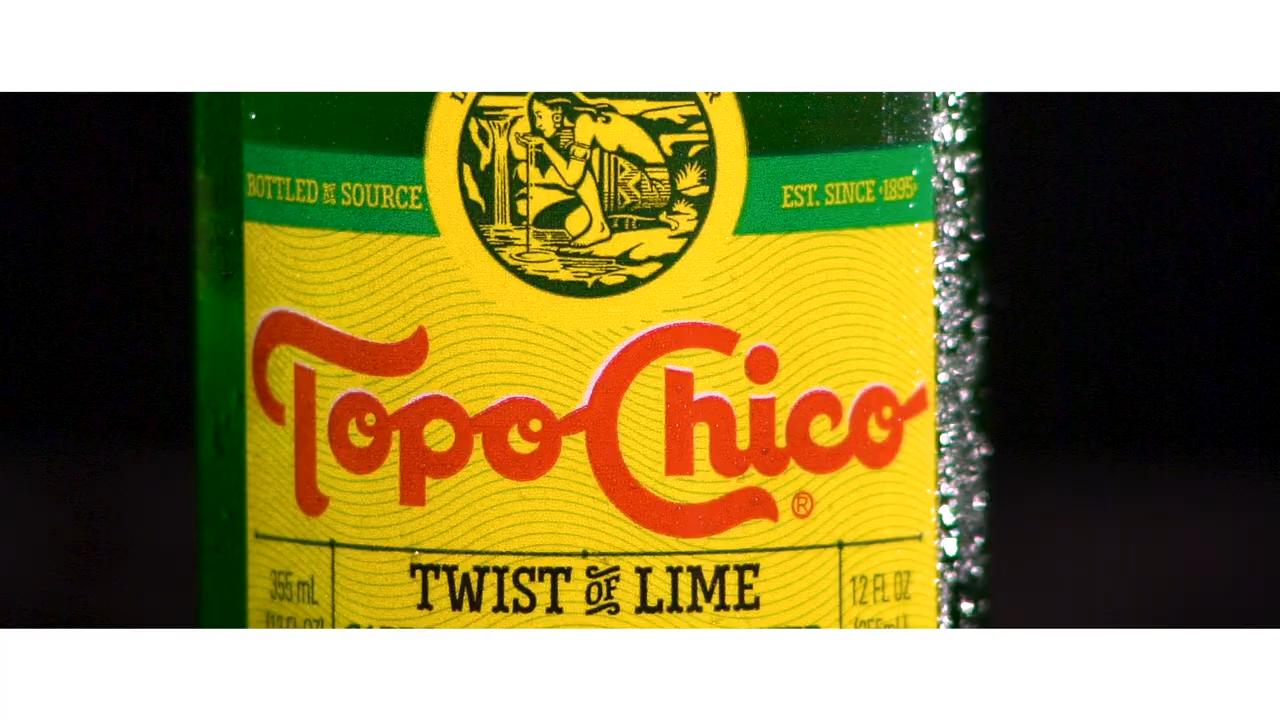 BOTTLED AT SOURCE
EST. SINCE 1895
Topo Chico®
TWIST OF LIME
355 mL
12 FL OZ